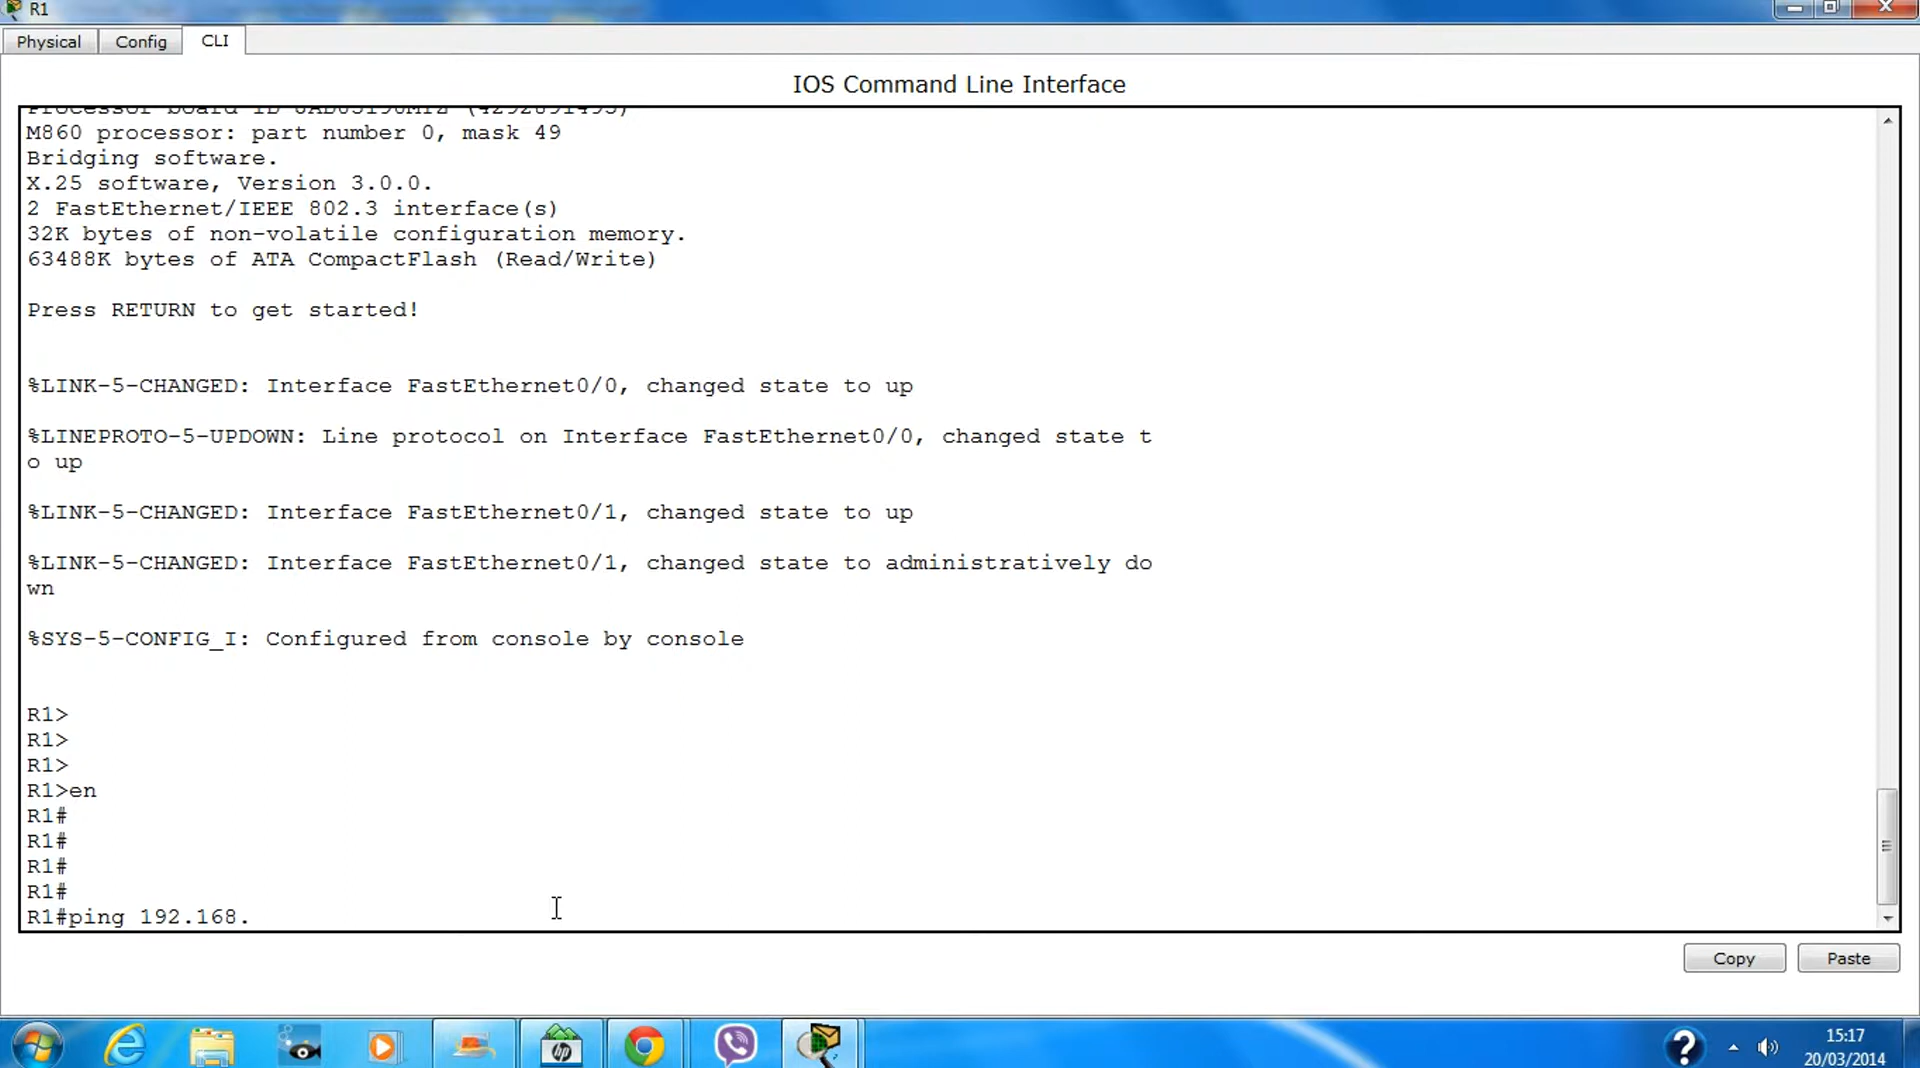 R1
Physical
Config
CLI
IOS Command Line Interface
M860 processor: part number 0, mask 49
Bridging software.
X.25 software, Version 3.0.0.
2 FastEthernet/IEEE 802.3 interface(s)
32K bytes of non-volatile configuration memory.
63488K bytes of ATA CompactFlash (Read/Write)
Press RETURN to get started!
%LINK-5-CHANGED: Interface FastEthernet0/0, changed state to up
%LINEPROTO-5-UPDOWN: Line protocol on Interface FastEthernet0/0, changed state t
o up
%LINK-5-CHANGED: Interface FastEthernet0/1, changed state to up
%LINK-5-CHANGED: Interface FastEthernet0/1, changed state to administratively do
wn
%SYS-5-CONFIG_I: Configured from console by console
R1>
R1>
R1>
R1>en
R1#
R1#
R1#
R1#
R1#ping 192.168.
Copy
Paste
hp
15:17
20/03/2014